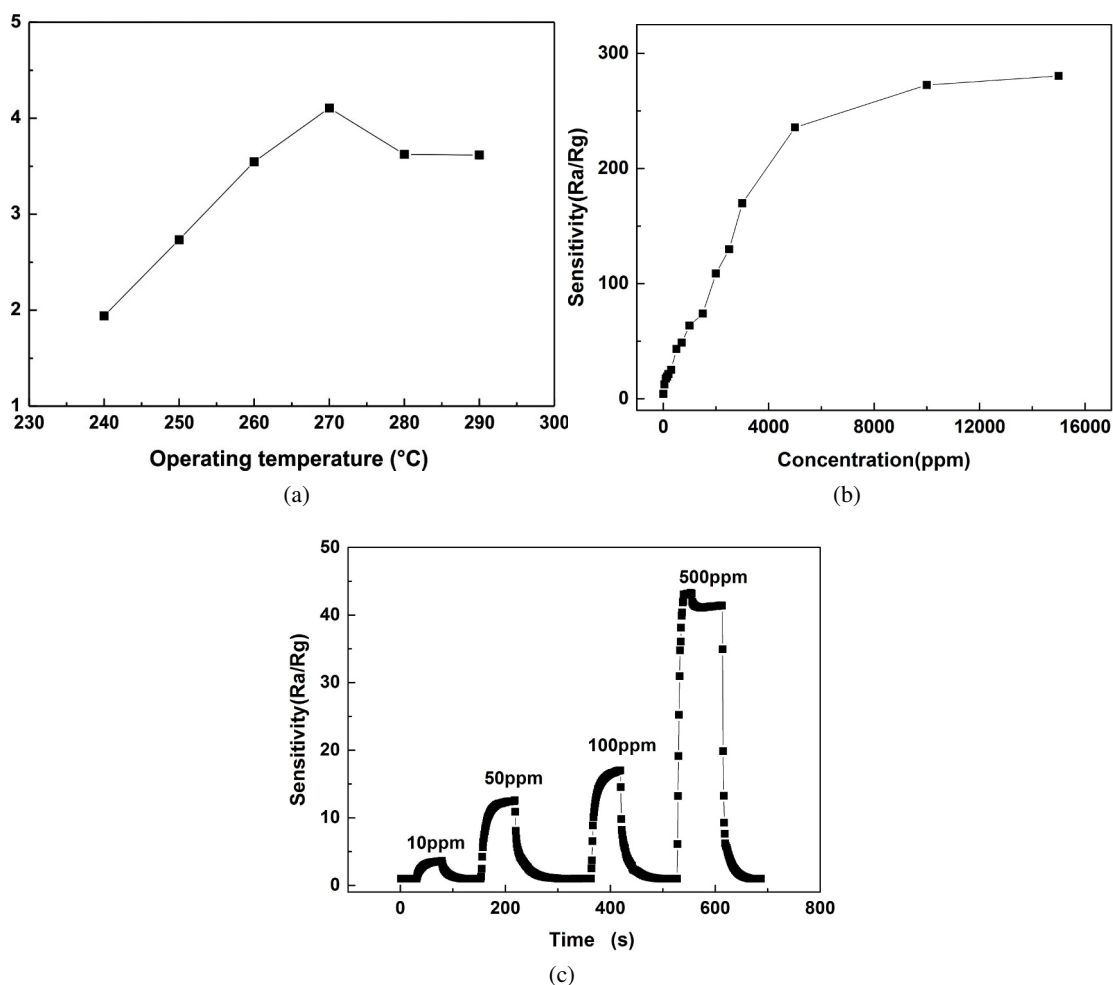 5
4
3
2
1
230 240 250 260 270 280 290 300
Operating temperature (°C)
(a)
Sensitivity(Ra/Rg)
300
200
100
0
0 4000 8000 12000 16000
Concentration(ppm)
(b)
Sensitivity(Ra/Rg)
50
40
30
20
10
0
10ppm
50ppm
100ppm
500ppm
0 200 400 600 800
Time (s)
(c)